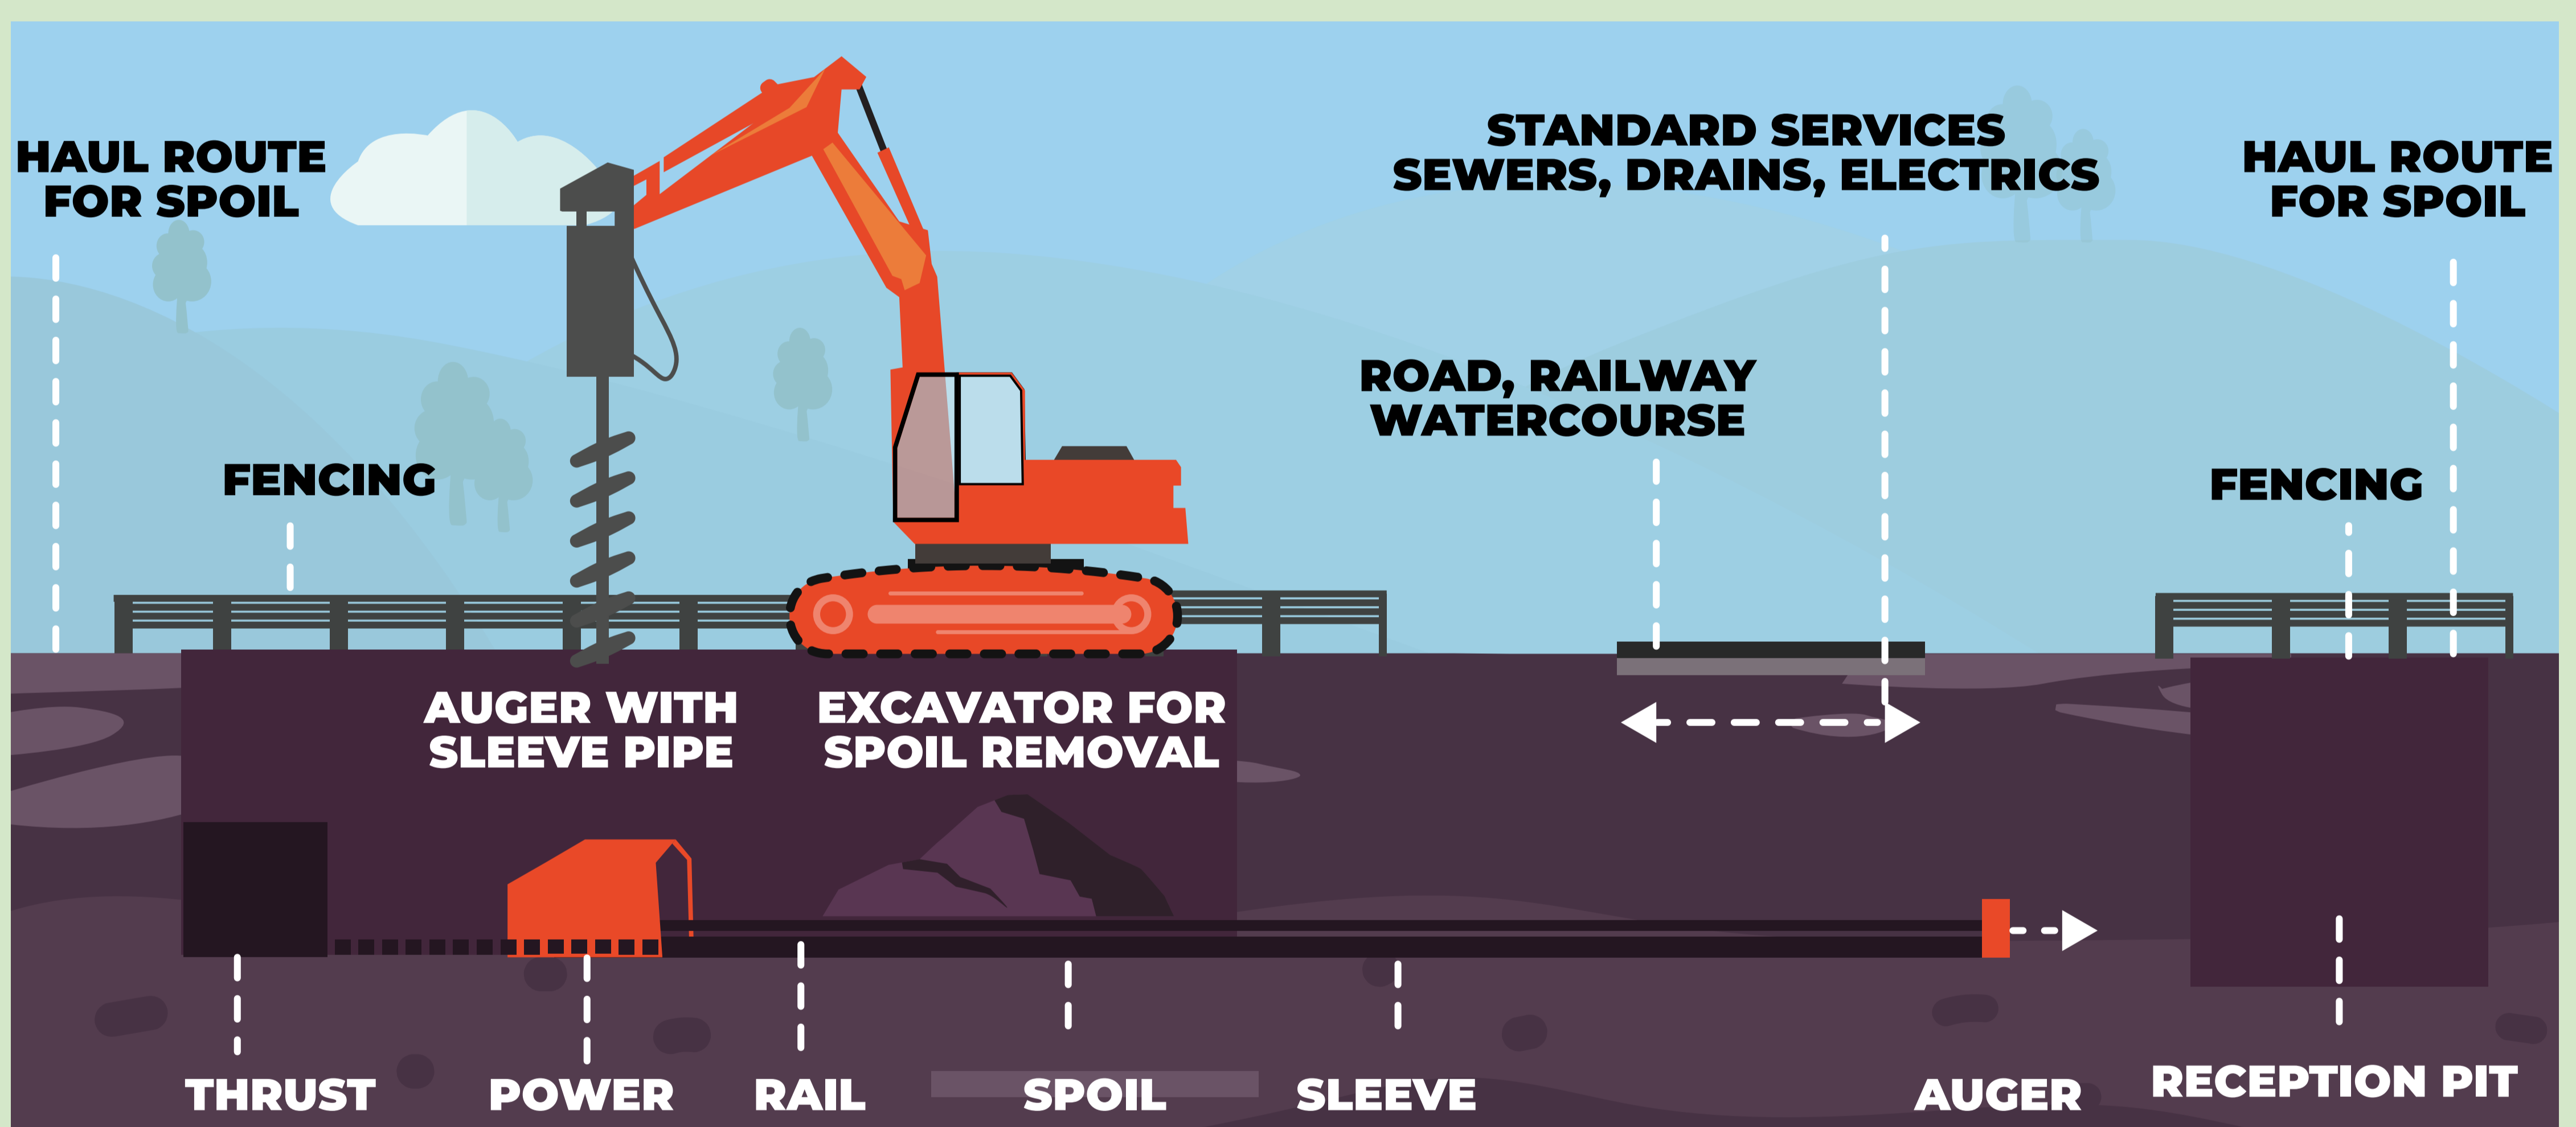 HAUL ROUTE
FOR SPOIL
STANDARD SERVICES
SEWERS, DRAINS, ELECTRICS
HAUL ROUTE
FOR SPOIL
ROAD, RAILWAY
WATERCOURSE
FENCING
FENCING
AUGER WITH
SLEEVE PIPE
EXCAVATOR FOR
SPOIL REMOVAL
THRUST
POWER
RAIL
SPOIL
SLEEVE
AUGER
RECEPTION PIT